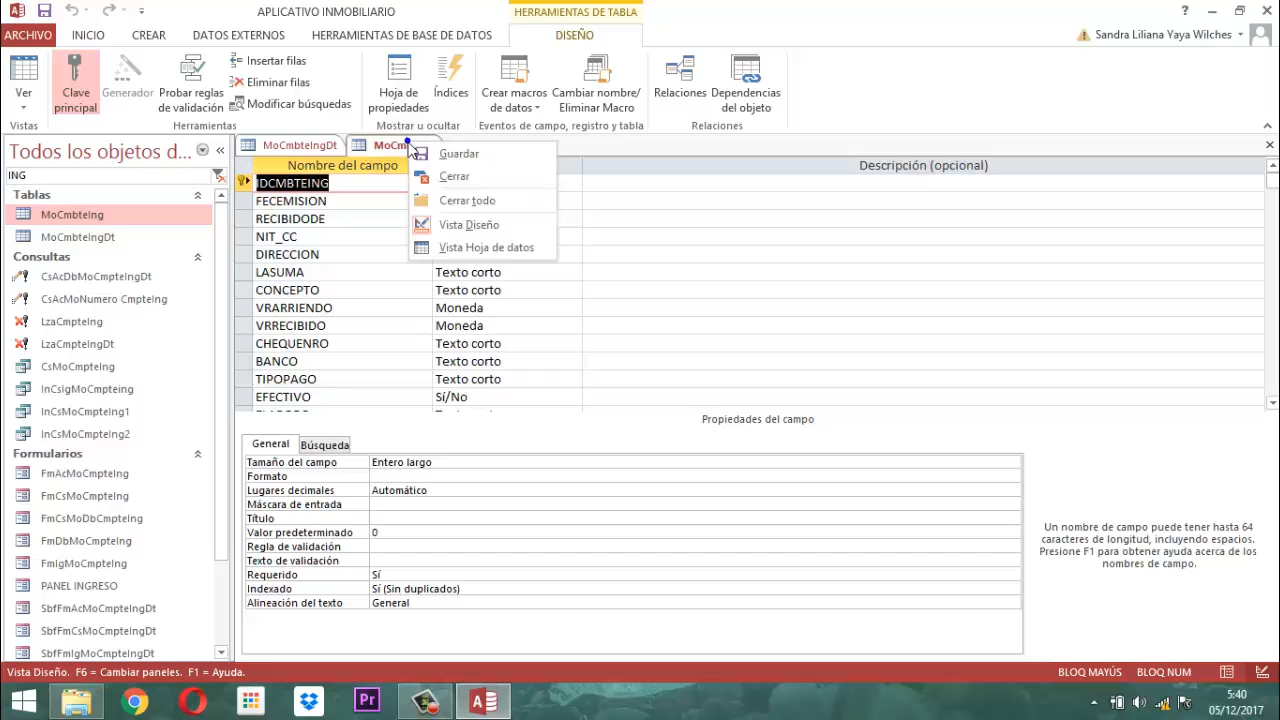 APLICATIVO INMOBILIARIO
HERRAMIENTAS DE TABLA
?
ARCHIVO
INICIO
CREAR
DATOS EXTERNOS
HERRAMIENTAS DE BASE DE DATOS
DISEÑO
Sandra Liliana Yaya Wilches
Ver
Clave principal
Generador
Probar reglas de validación
Insertar filas
Eliminar filas
Modificar búsquedas
Hoja de propiedades
Índices
Crear macros de datos
Cambiar nombre/ Eliminar Macro
Relaciones
Dependencias del objeto
Vistas
Herramientas
Mostrar u ocultar
Eventos de campo, registro y tabla
Relaciones
Todos los objetos d...
ING
Tablas
MoCmbteIng
MoCmbteIngDt
Consultas
CsAcDbMoCmpteIngDt
CsAcMoNumero CmpteIng
LzaCmpteIng
LzaCmpteIngDt
CsMoCmpteIng
InCsIgMoCmpteIng
InCsMoCmpteIng1
InCsMoCmpteIng2
Formularios
FmAcMoCmpteIng
FmCsMoCmpteIng
FmCsMoDbCmpteIng
FmDbMoCmpteIng
FmIgMoCmpteIng
PANEL INGRESO
SbfFmAcMoCmpteIngDt
SbfFmCsMoCmpteIngDt
SbfFmIgMoCmpteIngDt
MoCmbteIngDt
MoCm
Nombre del campo
Descripción (opcional)
IDCMBTEING
FECEMISION
RECIBIDODE
NIT_CC
DIRECCION
LASUMA Texto corto
CONCEPTO Texto corto
VRARRIENDO Moneda
VRRECIBIDO Moneda
CHEQUENRO Texto corto
BANCO Texto corto
TIPOPAGO Texto corto
EFECTIVO Sí/No
Guardar
Cerrar
Cerrar todo
Vista Diseño
Vista Hoja de datos
Propiedades del campo
General Búsqueda
Tamaño del campo Entero largo
Formato
Lugares decimales Automático
Máscara de entrada
Título
Valor predeterminado 0
Regla de validación
Texto de validación
Requerido Sí
Indexado Sí (Sin duplicados)
Alineación del texto General
Un nombre de campo puede tener hasta 64
caracteres de longitud, incluyendo espacios.
Presione F1 para obtener ayuda acerca de los
nombres de campo.
Vista Diseño. F6 = Cambiar paneles. F1 = Ayuda.
BLOQ MAYÚS BLOQ NUM
Pr
5:40
05/12/2017